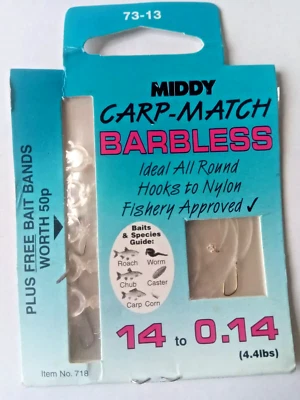 73-13
MIDDY
CARP-MATCH
BARBLESS
Ideal All Round
Hooks to Nylon
Fishery Approved ✓
PLUS FREE BAIT BANDS
WORTH 50p
Baits
& Species
Guide:
Roach Worm
Chub Caster
Carp Corn
14 to 0.14
(4.4lbs)
Item No. 718